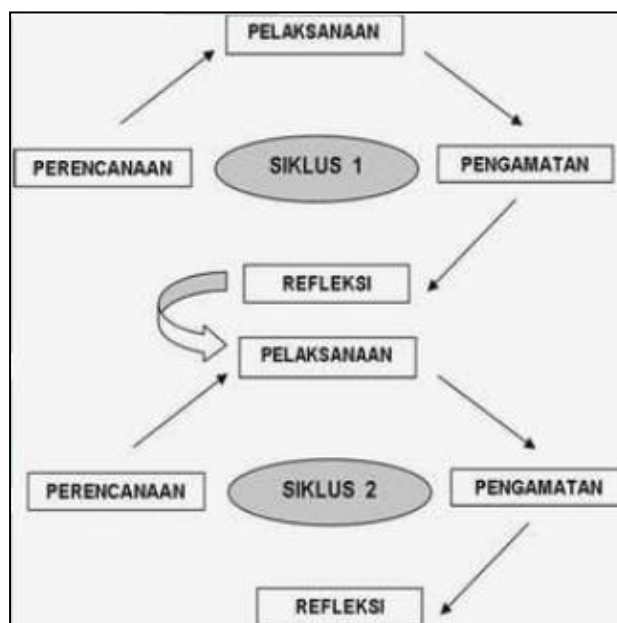 PELAKSANAAN
PERENCANAAN
SIKLUS 1
PENGAMATAN
REFLEKSI
PELAKSANAAN
PERENCANAAN
SIKLUS 2
PENGAMATAN
REFLEKSI